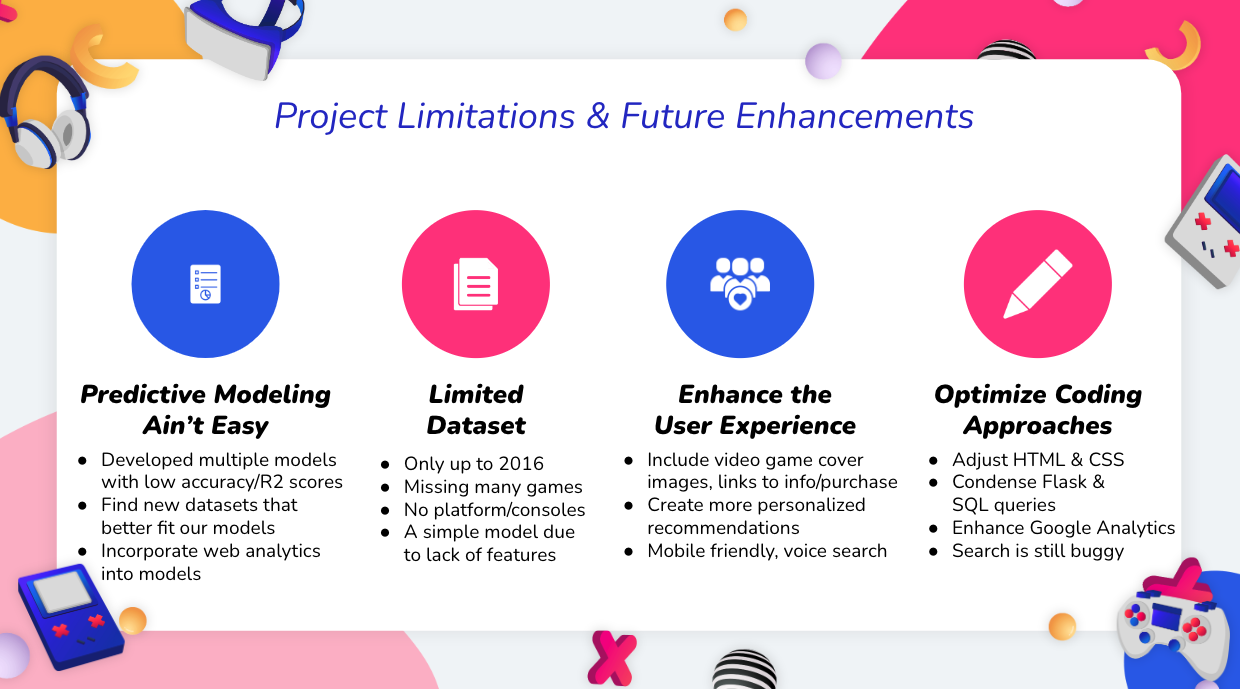 Project Limitations & Future Enhancements
Predictive Modeling
Ain’t Easy
● Developed multiple models
with low accuracy/R2 scores
● Find new datasets that
better fit our models
● Incorporate web analytics
into models
Limited
Dataset
● Only up to 2016
● Missing many games
● No platform/consoles
● A simple model due
to lack of features
Enhance the
User Experience
● Include video game cover
images, links to info/purchase
● Create more personalized
recommendations
● Mobile friendly, voice search
Optimize Coding
Approaches
● Adjust HTML & CSS
● Condense Flask &
SQL queries
● Enhance Google Analytics
● Search is still buggy